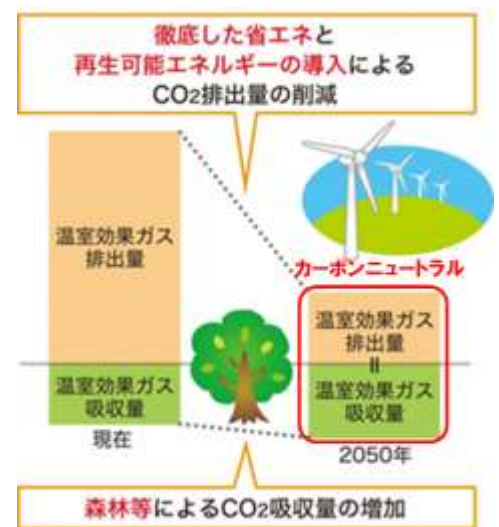 徹底した省エネと
再生可能エネルギーの導入による
CO2排出量の削減
カーボンニュートラル
温室効果ガス
排出量
温室効果ガス
排出量
॥
温室効果ガス
吸収量
温室効果ガス
吸収量
現在
2050年
森林等によるCO2吸収量の増加